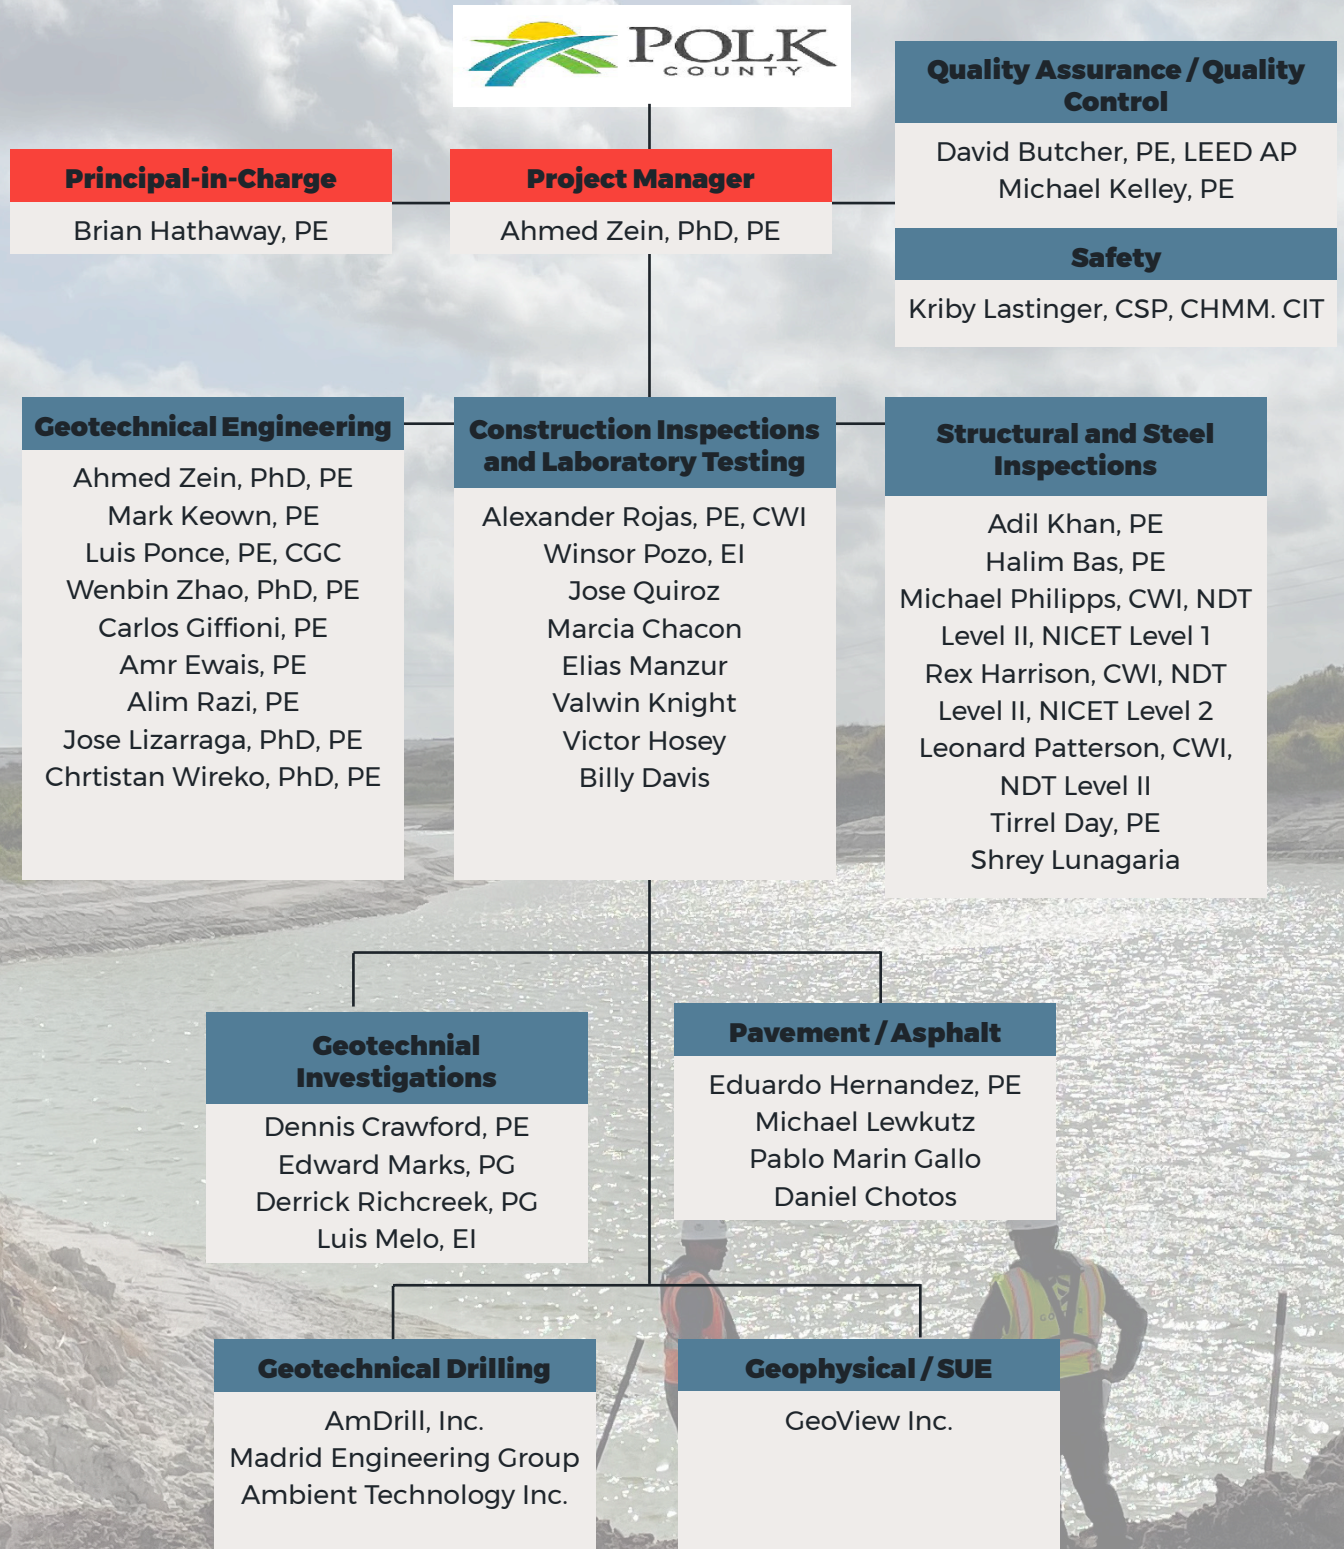 POLK
COUNTY
Quality Assurance / Quality
Control
David Butcher, PE, LEED AP
Michael Kelley, PE
Principal-in-Charge
Brian Hathaway, PE
Project Manager
Ahmed Zein, PhD, PE
Safety
Kriby Lastinger, CSP, CHMM. CIT
Geotechnical Engineering
Ahmed Zein, PhD, PE
Mark Keown, PE
Luis Ponce, PE, CGC
Wenbin Zhao, PhD, PE
Carlos Giffioni, PE
Amr Ewais, PE
Alim Razi, PE
Jose Lizarraga, PhD, PE
Chrtistan Wireko, PhD, PE
Construction Inspections
and Laboratory Testing
Alexander Rojas, PE, CWI
Winsor Pozo, EI
Jose Quiroz
Marcia Chacon
Elias Manzur
Valwin Knight
Victor Hosey
Billy Davis
Structural and Steel
Inspections
Adil Khan, PE
Halim Bas, PE
Michael Philipps, CWI, NDT
Level II, NICET Level 1
Rex Harrison, CWI, NDT
Level II, NICET Level 2
Leonard Patterson, CWI,
NDT Level II
Tirrel Day, PE
Shrey Lunagaria
Geotechnial
Investigations
Dennis Crawford, PE
Edward Marks, PG
Derrick Richcreek, PG
Luis Melo, EI
Pavement / Asphalt
Eduardo Hernandez, PE
Michael Lewkutz
Pablo Marin Gallo
Daniel Chotos
Geotechnical Drilling
AmDrill, Inc.
Madrid Engineering Group
Ambient Technology Inc.
Geophysical / SUE
GeoView Inc.